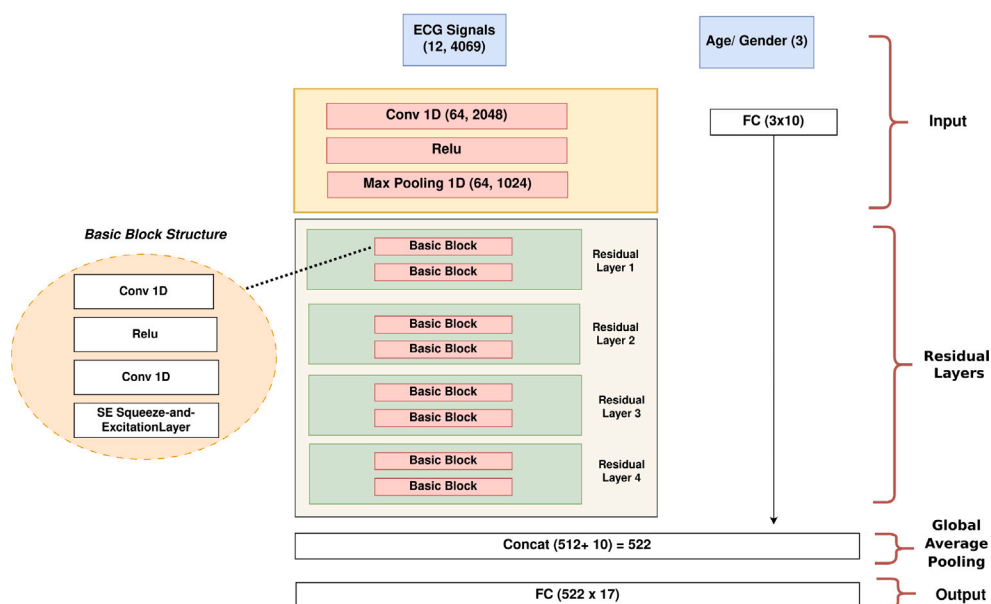 ECG Signals
(12, 4069)
Age/ Gender (3)
Conv 1D (64, 2048)
Relu
Max Pooling 1D (64, 1024)
FC (3x10)
Input
Basic Block Structure
Conv 1D
Relu
Conv 1D
SE Squeeze-and-
ExcitationLayer
Basic Block
Basic Block
Residual
Layer 1
Basic Block
Basic Block
Residual
Layer 2
Basic Block
Basic Block
Residual
Layer 3
Basic Block
Basic Block
Residual
Layer 4
Residual
Layers
Concat (512+ 10) = 522
Global
Average
Pooling
FC (522 x 17)
Output